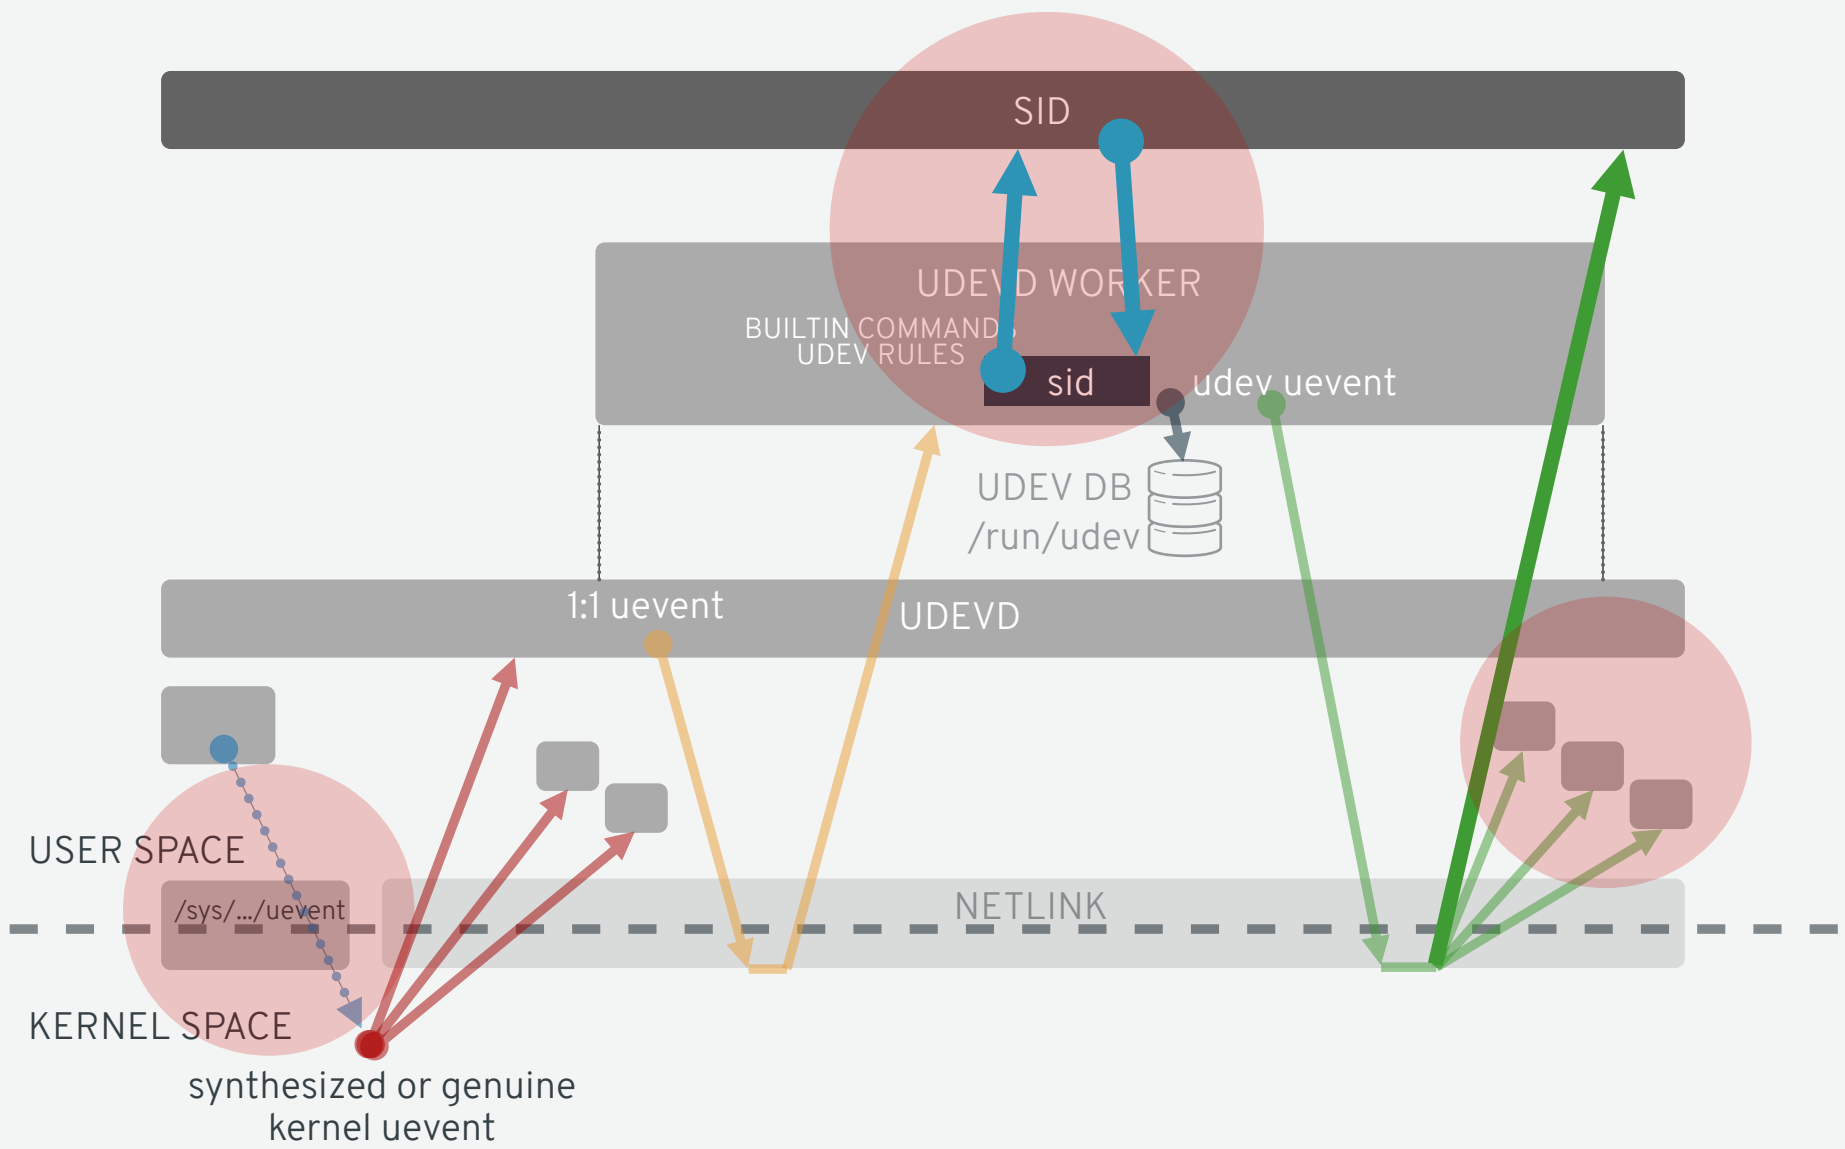 SID
UDEVD WORKER
BUILTIN COMMANDS
UDEV RULES
sid
udev uevent
UDEV DB
/run/udev
1:1 uevent
UDEVD
USER SPACE
/sys/.../uevent
NETLINK
KERNEL SPACE
synthesized or genuine
kernel uevent